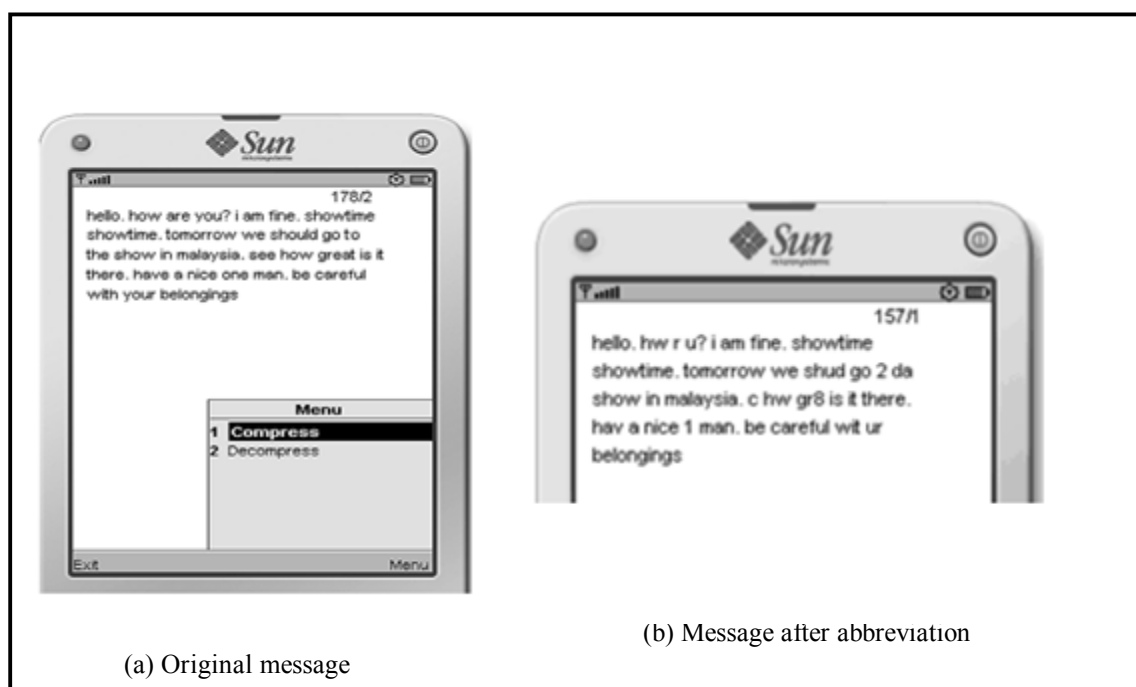 Sun
microsystems
178/2
hello. how are you? i am fine. showtime
showtime. tomorrow we should go to
the show in malaysia. see how great is it
there. have a nice one man. be careful
with your belongings
Menu
1 Compress
2 Decompress
Exit
Menu
(a) Original message
Sun
microsystems
157/1
hello. hw r u? i am fine. showtime
showtime. tomorrow we shud go 2 da
show in malaysia. c hw gr8 is it there.
hav a nice 1 man. be careful wit ur
belongings
(b) Message after abbreviation